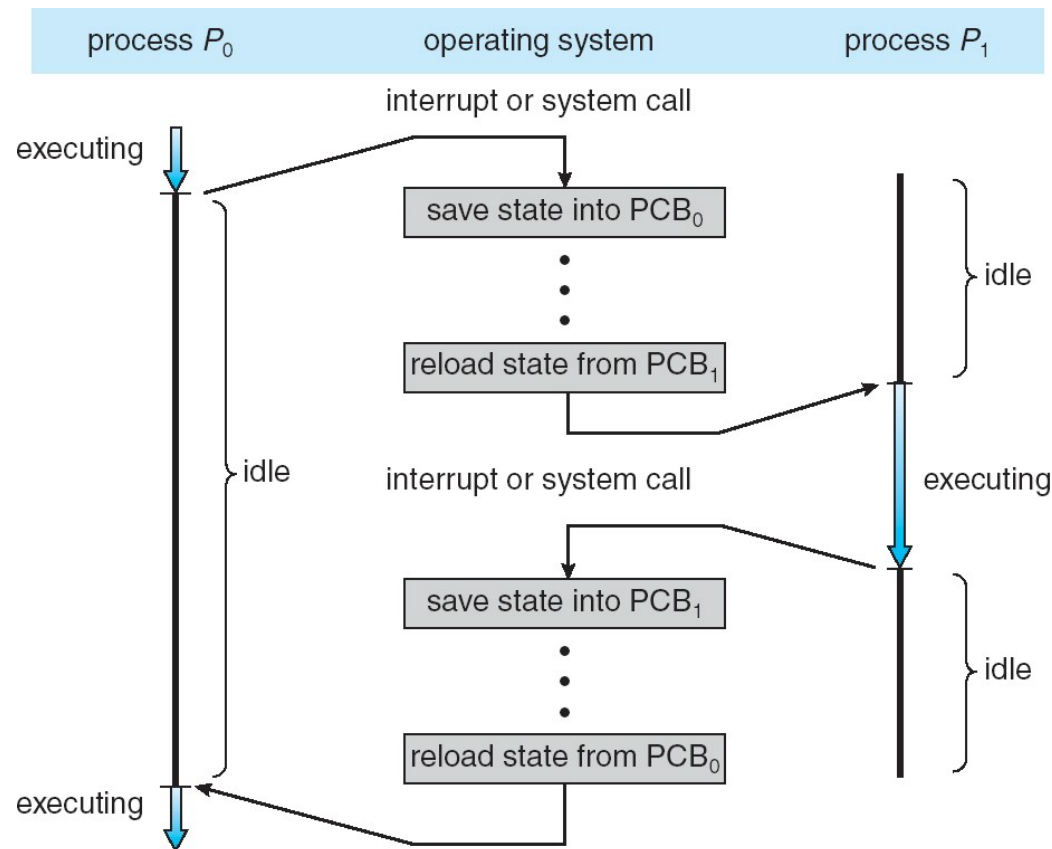 process P₀
operating system
process P₁
interrupt or system call
executing
save state into PCB₀
idle
reload state from PCB₁
idle
interrupt or system call
executing
save state into PCB₁
idle
reload state from PCB₀
executing